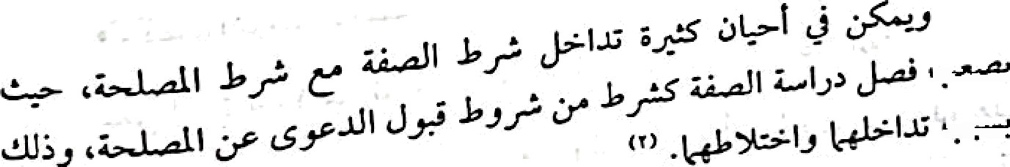 ويمكن في أحيان كثيرة تداخل شرط الصفة مع شرط المصلحة، حيث
فصل دراسة الصفة كشرط من شروط قبول الدعوى عن المصلحة، وذلك
تداخلهما واختلاطهما. (٢)